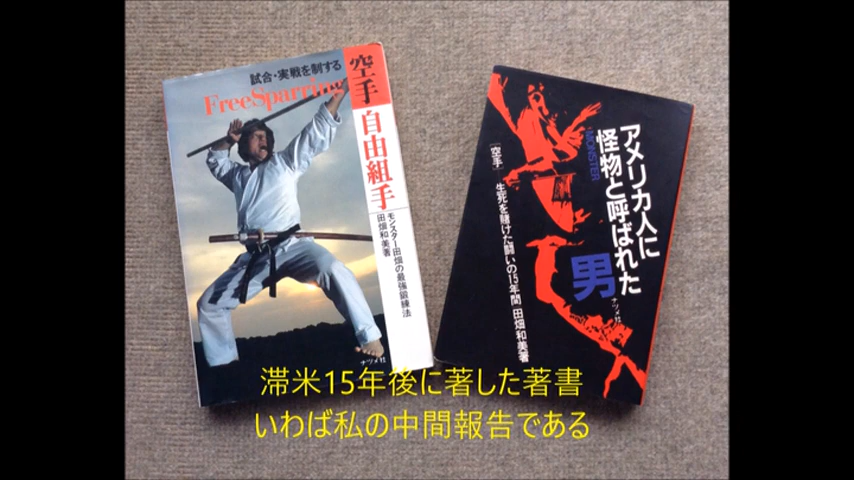 試合・実戦を制する
FreeSparring
空手 自由組手
モンスター田畑の最強鍛練法
田畑和美著
ナツメ社
アメリカ人に
怪物と呼ばれた
男
MONSTER
[空手]
生死を賭けた闘いの15年間 田畑和美著
ナツメ社
滞米15年後に著した著書
いわば私の中間報告である